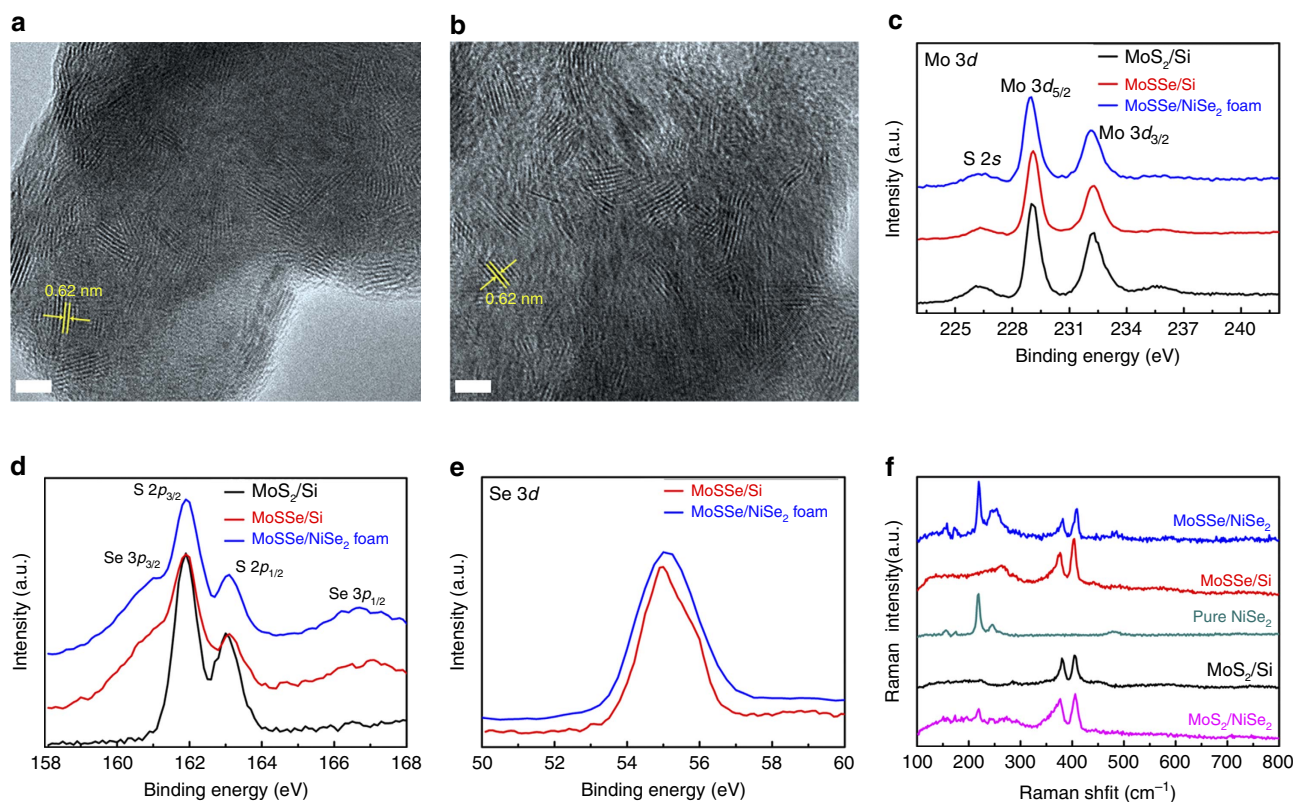 a
0.62 nm
b
0.62 nm
c
Mo 3d
MoS₂/Si
MoSSe/Si
MoSSe/NiSe₂ foam
Mo 3d₅/₂
Mo 3d₃/₂
S 2s
Intensity (a.u.)
225 228 231 234 237 240
Binding energy (eV)
d
S 2p₃/₂
MoS₂/Si
MoSSe/Si
MoSSe/NiSe₂ foam
Se 3p₃/₂
S 2p₁/₂
Se 3p₁/₂
Intensity (a.u.)
158 160 162 164 166 168
Binding energy (eV)
e
Se 3d
MoSSe/Si
MoSSe/NiSe₂ foam
Intensity (a.u.)
50 52 54 56 58 60
Binding energy (eV)
f
MoSSe/NiSe₂
MoSSe/Si
Pure NiSe₂
MoS₂/Si
MoS₂/NiSe₂
Raman intensity(a.u.)
100 200 300 400 500 600 700 800
Raman shfit (cm⁻¹)